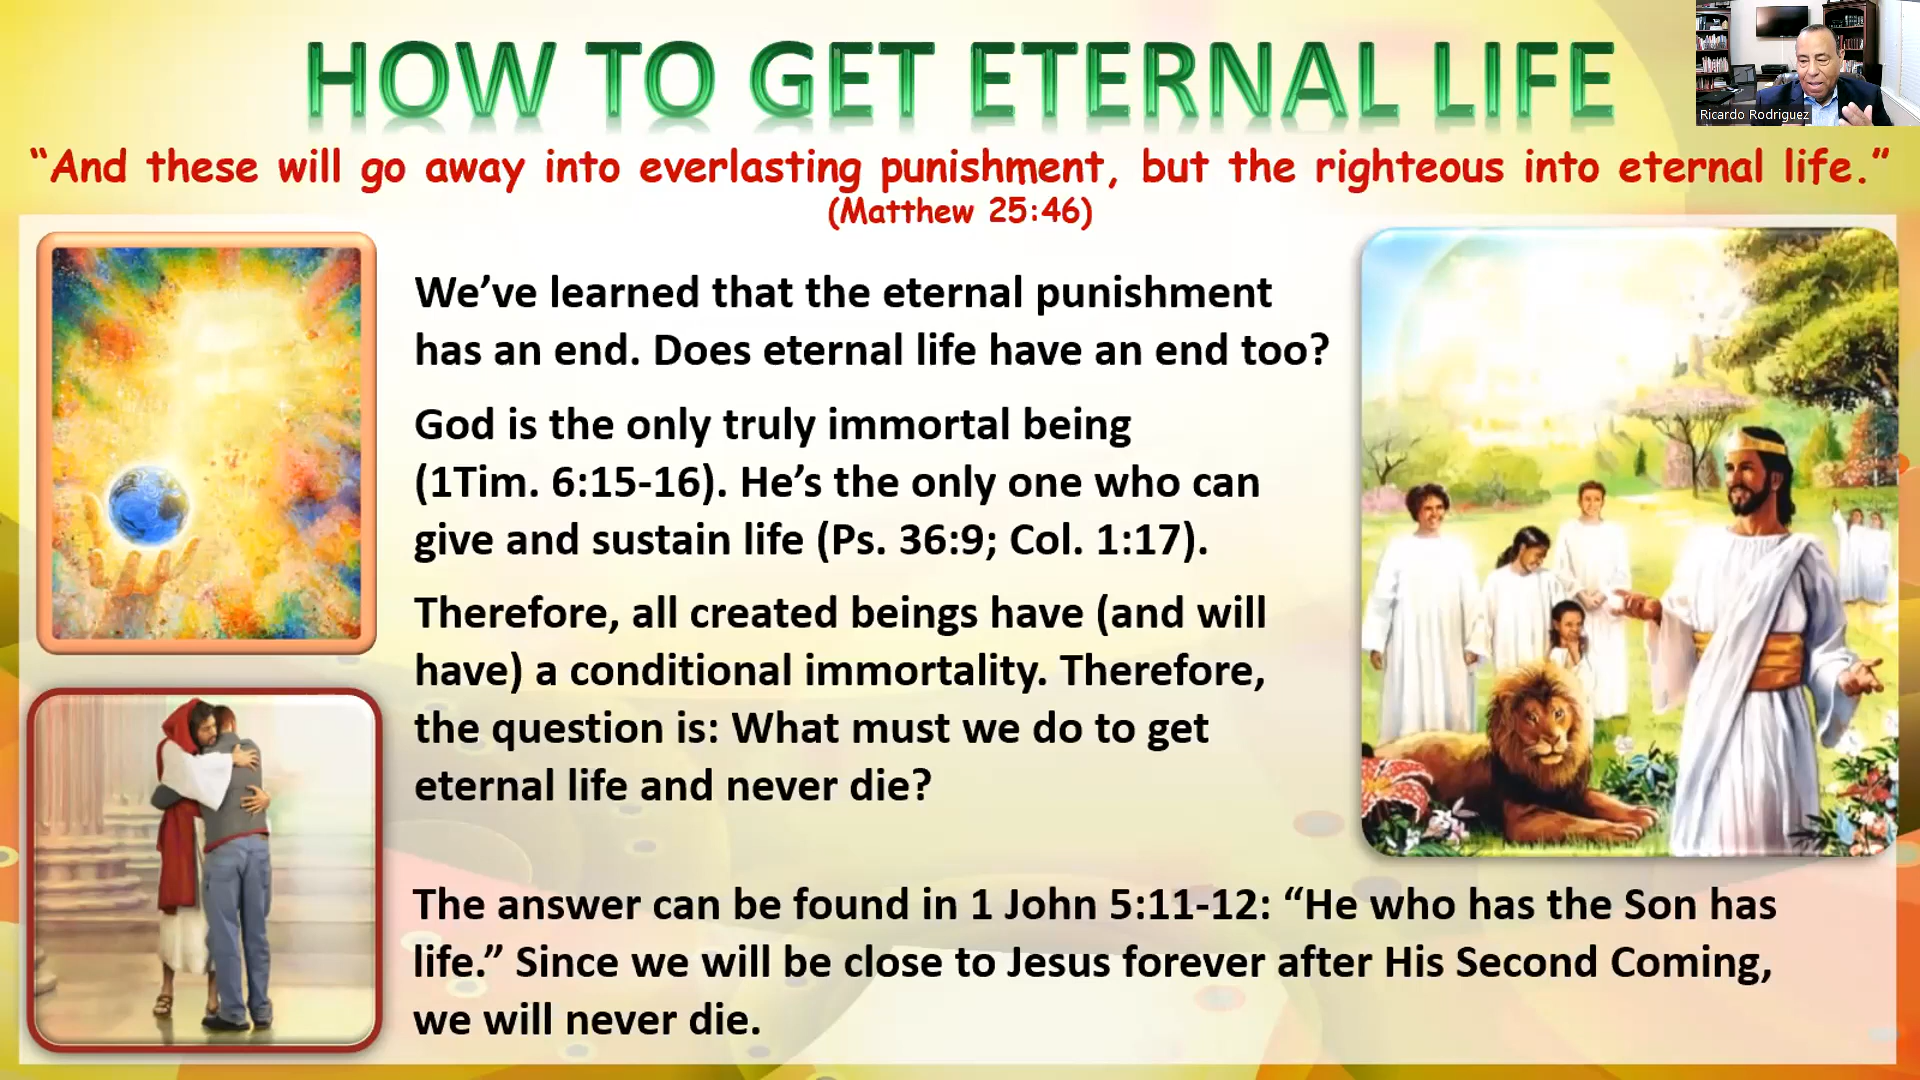 HOW TO GET ETERNAL LIFE
Ricardo Rodriguez
“And these will go away into everlasting punishment, but the righteous into eternal life.”
(Matthew 25:46)
We’ve learned that the eternal punishment
has an end. Does eternal life have an end too?
God is the only truly immortal being
(1Tim. 6:15-16). He’s the only one who can
give and sustain life (Ps. 36:9; Col. 1:17).
Therefore, all created beings have (and will
have) a conditional immortality. Therefore,
the question is: What must we do to get
eternal life and never die?
The answer can be found in 1 John 5:11-12: “He who has the Son has
life.” Since we will be close to Jesus forever after His Second Coming,
we will never die.